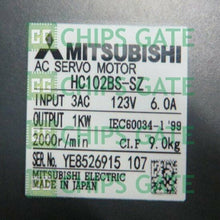 CHIPS GATE
MITSUBISHI
AC SERVO MOTOR
HC102BS-SZ
INPUT 3AC 123V 6.0A
OUTPUT 1KW IEC60034-1'99
2000r/min CI.F 9.0kg
SER.No. YE8526915 107
MITSUBISHI ELECTRIC
MADE IN JAPAN